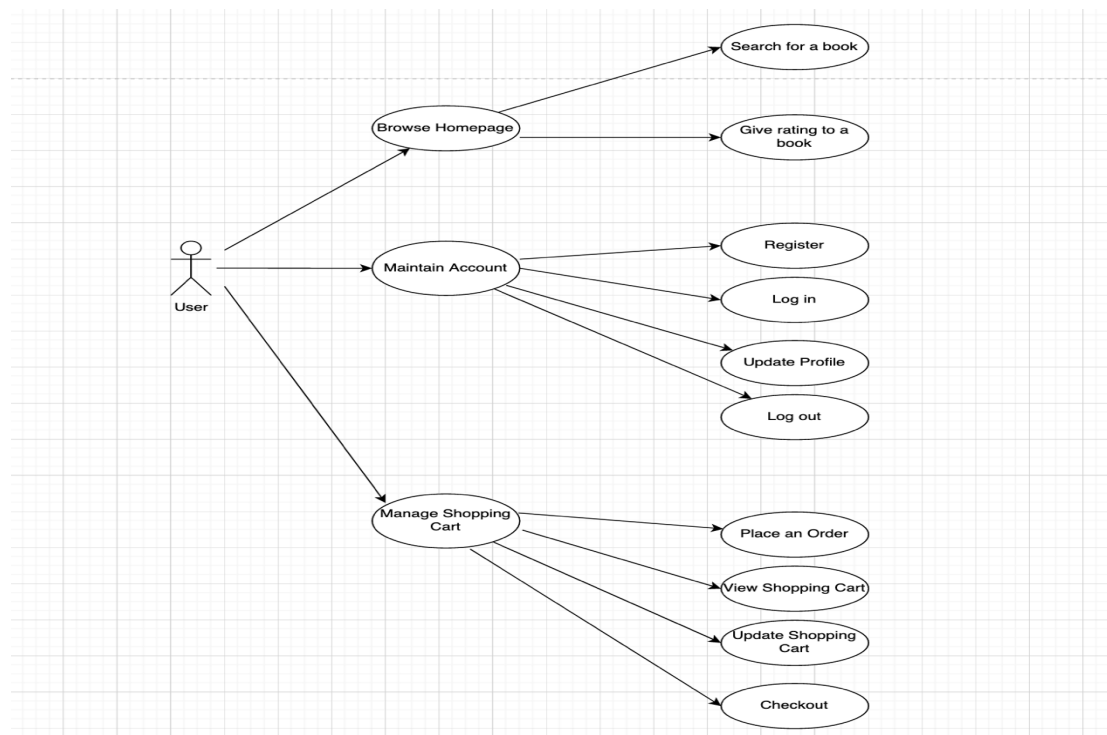 Search for a book
Browse Homepage
Give rating to a
book
Register
Maintain Account
Log in
User
Update Profile
Log out
Manage Shopping
Cart
Place an Order
View Shopping Cart
Update Shopping
Cart
Checkout